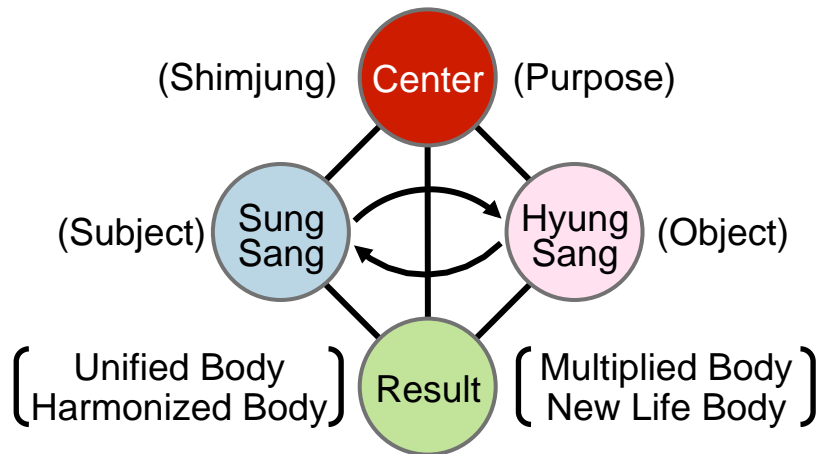 (Shimjung) Center (Purpose)
(Subject) Sung Sang Hyung Sang (Object)
Unified Body
Harmonized Body
Result
Multiplied Body
New Life Body